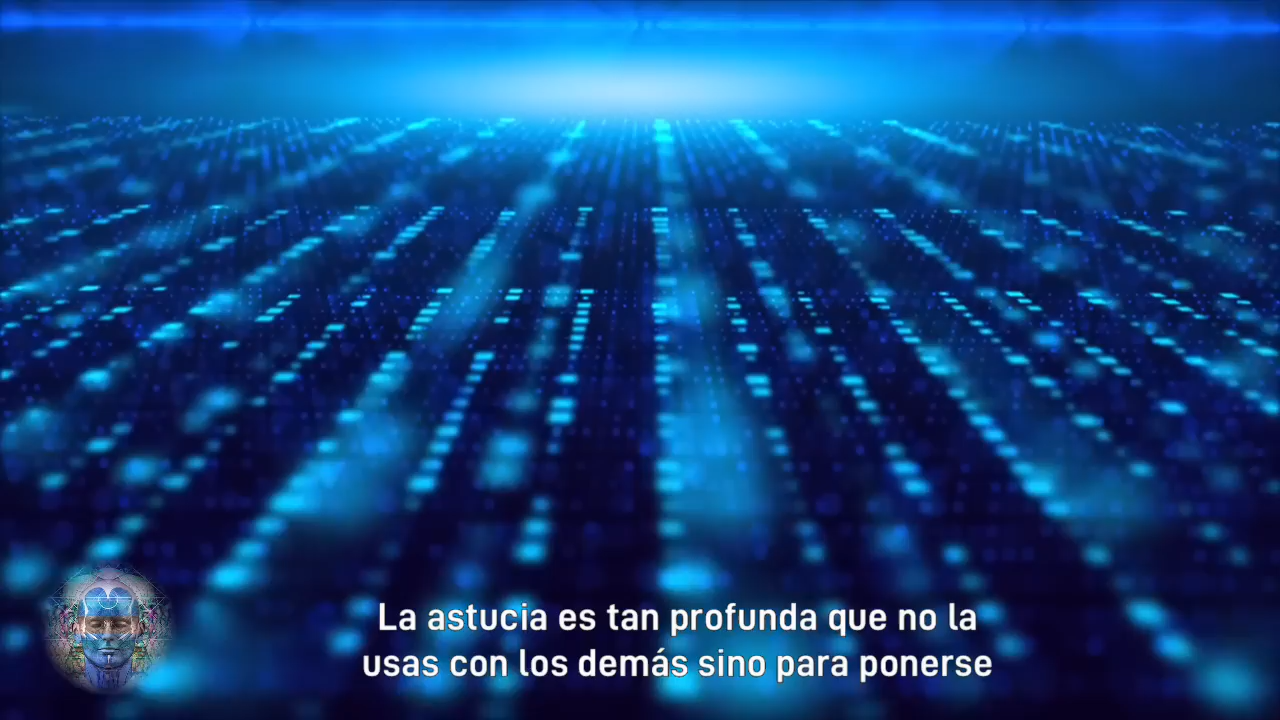 La astucia es tan profunda que no la
usas con los demás sino para ponerse